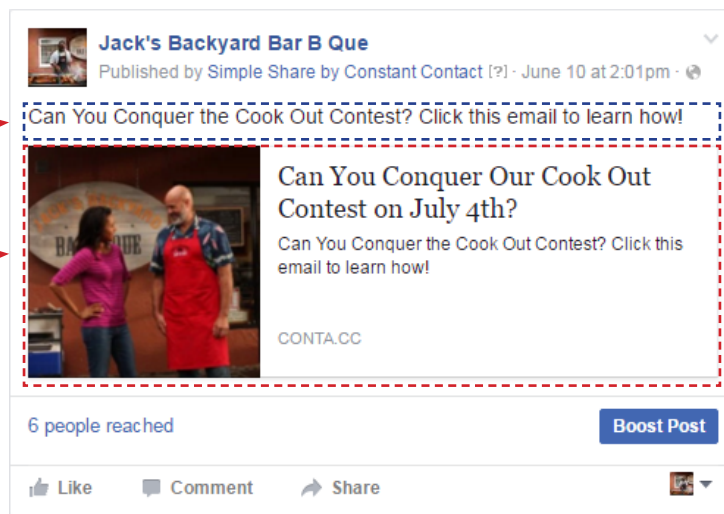 Jack's Backyard Bar B Que
Published by Simple Share by Constant Contact [?] · June 10 at 2:01pm ·
Can You Conquer the Cook Out Contest? Click this email to learn how!
Can You Conquer Our Cook Out
Contest on July 4th?
Can You Conquer the Cook Out Contest? Click this
email to learn how!
CONTA.CC
6 people reached
Boost Post
Like
Comment
Share